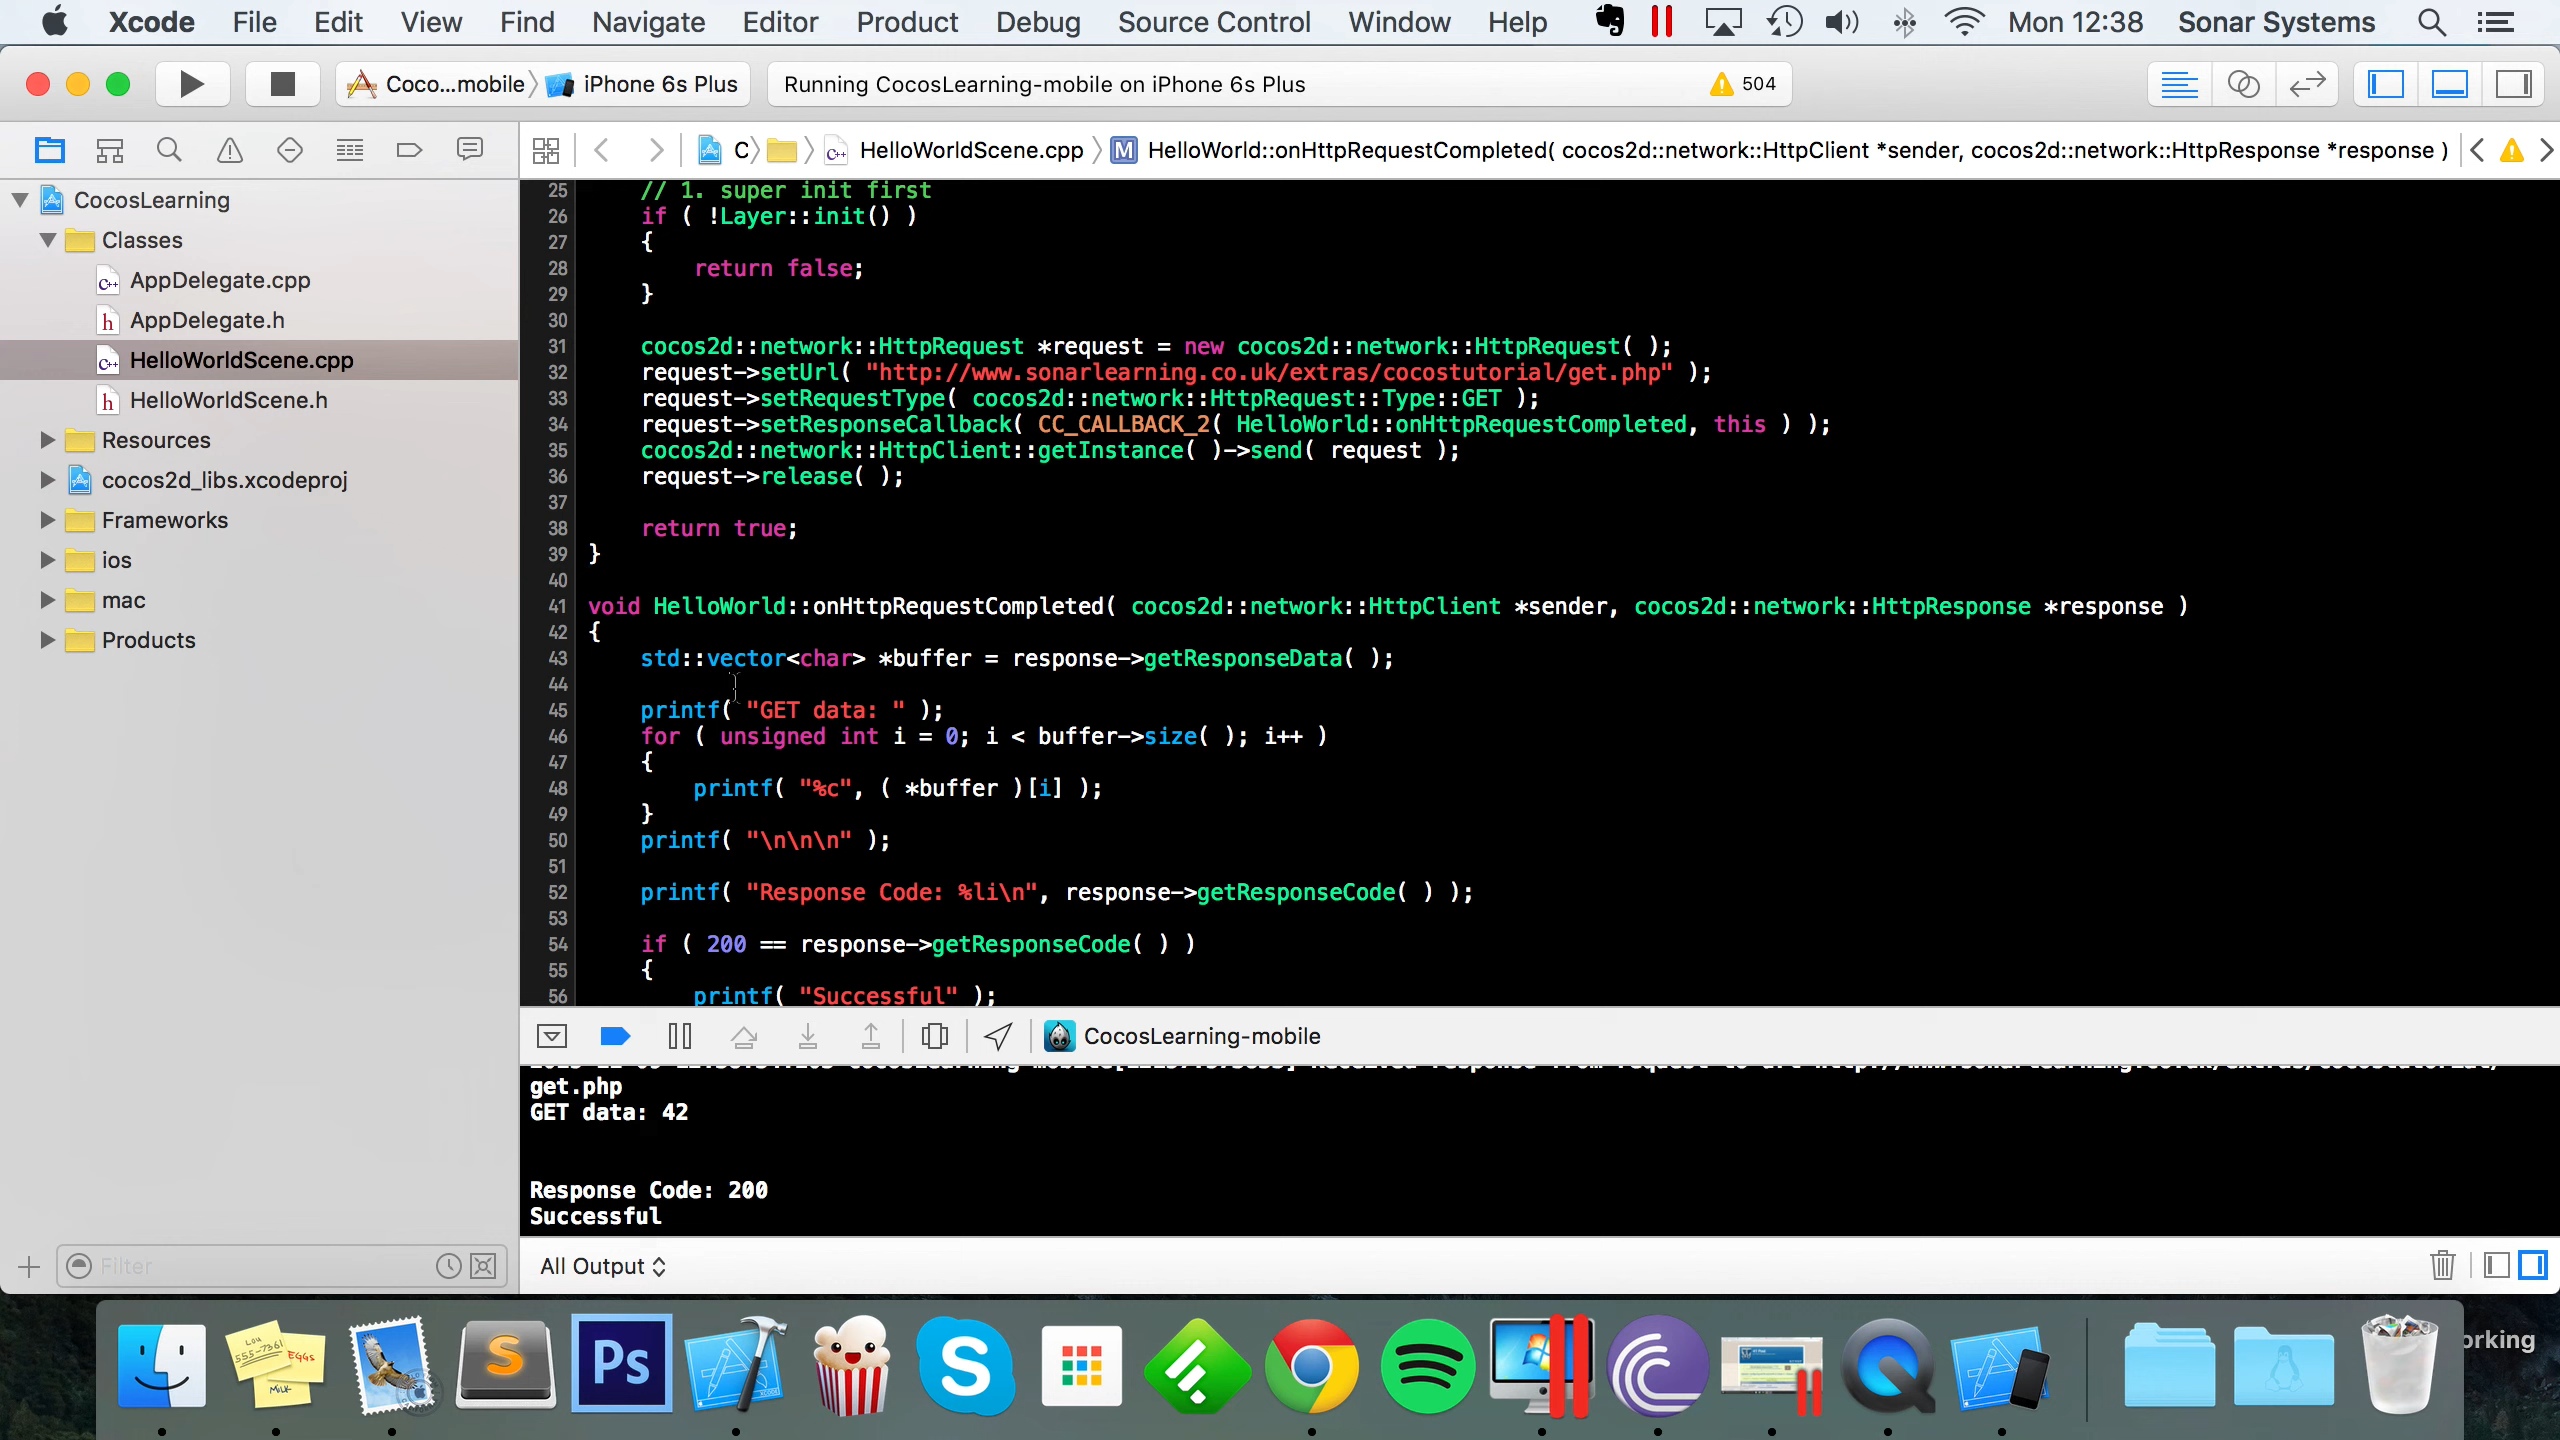 Xcode File Edit View Find Navigate Editor Product Debug Source Control Window Help Mon 12:38 Sonar Systems
Coco...mobile iPhone 6s Plus Running CocosLearning-mobile on iPhone 6s Plus 504
C HelloWorldScene.cpp M HelloWorld::onHttpRequestCompleted( cocos2d::network::HttpClient *sender, cocos2d::network::HttpResponse *response )
CocosLearning
Classes
AppDelegate.cpp
AppDelegate.h
HelloWorldScene.cpp
HelloWorldScene.h
Resources
cocos2d_libs.xcodeproj
Frameworks
ios
mac
Products
Filter
25 // 1. super init first
26 if ( !Layer::init() )
27 {
28 return false;
29 }
30
31 cocos2d::network::HttpRequest *request = new cocos2d::network::HttpRequest( );
32 request->setUrl( "http://www.sonarlearning.co.uk/extras/cocostutorial/get.php" );
33 request->setRequestType( cocos2d::network::HttpRequest::Type::GET );
34 request->setResponseCallback( CC_CALLBACK_2( HelloWorld::onHttpRequestCompleted, this ) );
35 cocos2d::network::HttpClient::getInstance( )->send( request );
36 request->release( );
37
38 return true;
39 }
40
41 void HelloWorld::onHttpRequestCompleted( cocos2d::network::HttpClient *sender, cocos2d::network::HttpResponse *response )
42 {
43 std::vector<char> *buffer = response->getResponseData( );
44
45 printf( "GET data: " );
46 for ( unsigned int i = 0; i < buffer->size( ); i++ )
47 {
48 printf( "%c", ( *buffer )[i] );
49 }
50 printf( "\n\n\n" );
51
52 printf( "Response Code: %li\n", response->getResponseCode( ) );
53
54 if ( 200 == response->getResponseCode( ) )
55 {
56 printf( "Successful" );
CocosLearning-mobile
get.php
GET data: 42
Response Code: 200
Successful
All Output
Lou
555-7361
EGGS
MILK
S
Ps
XCODE
S
orking